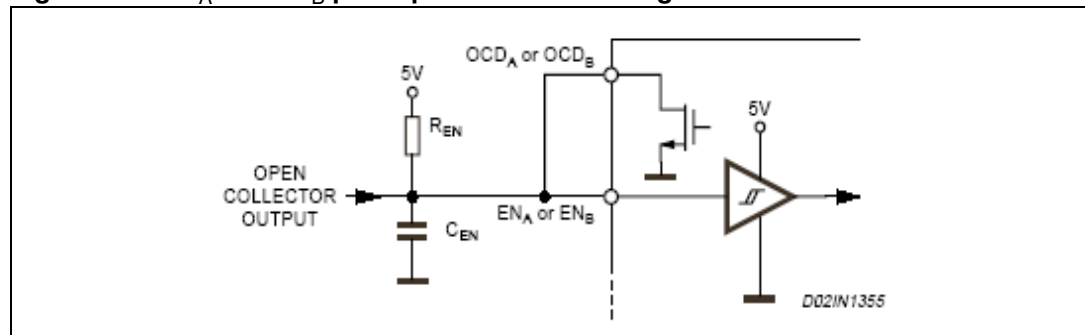 OCDA or OCDB
5V
REN
5V
OPEN
COLLECTOR
OUTPUT
ENA or ENB
CEN
D02IN1355